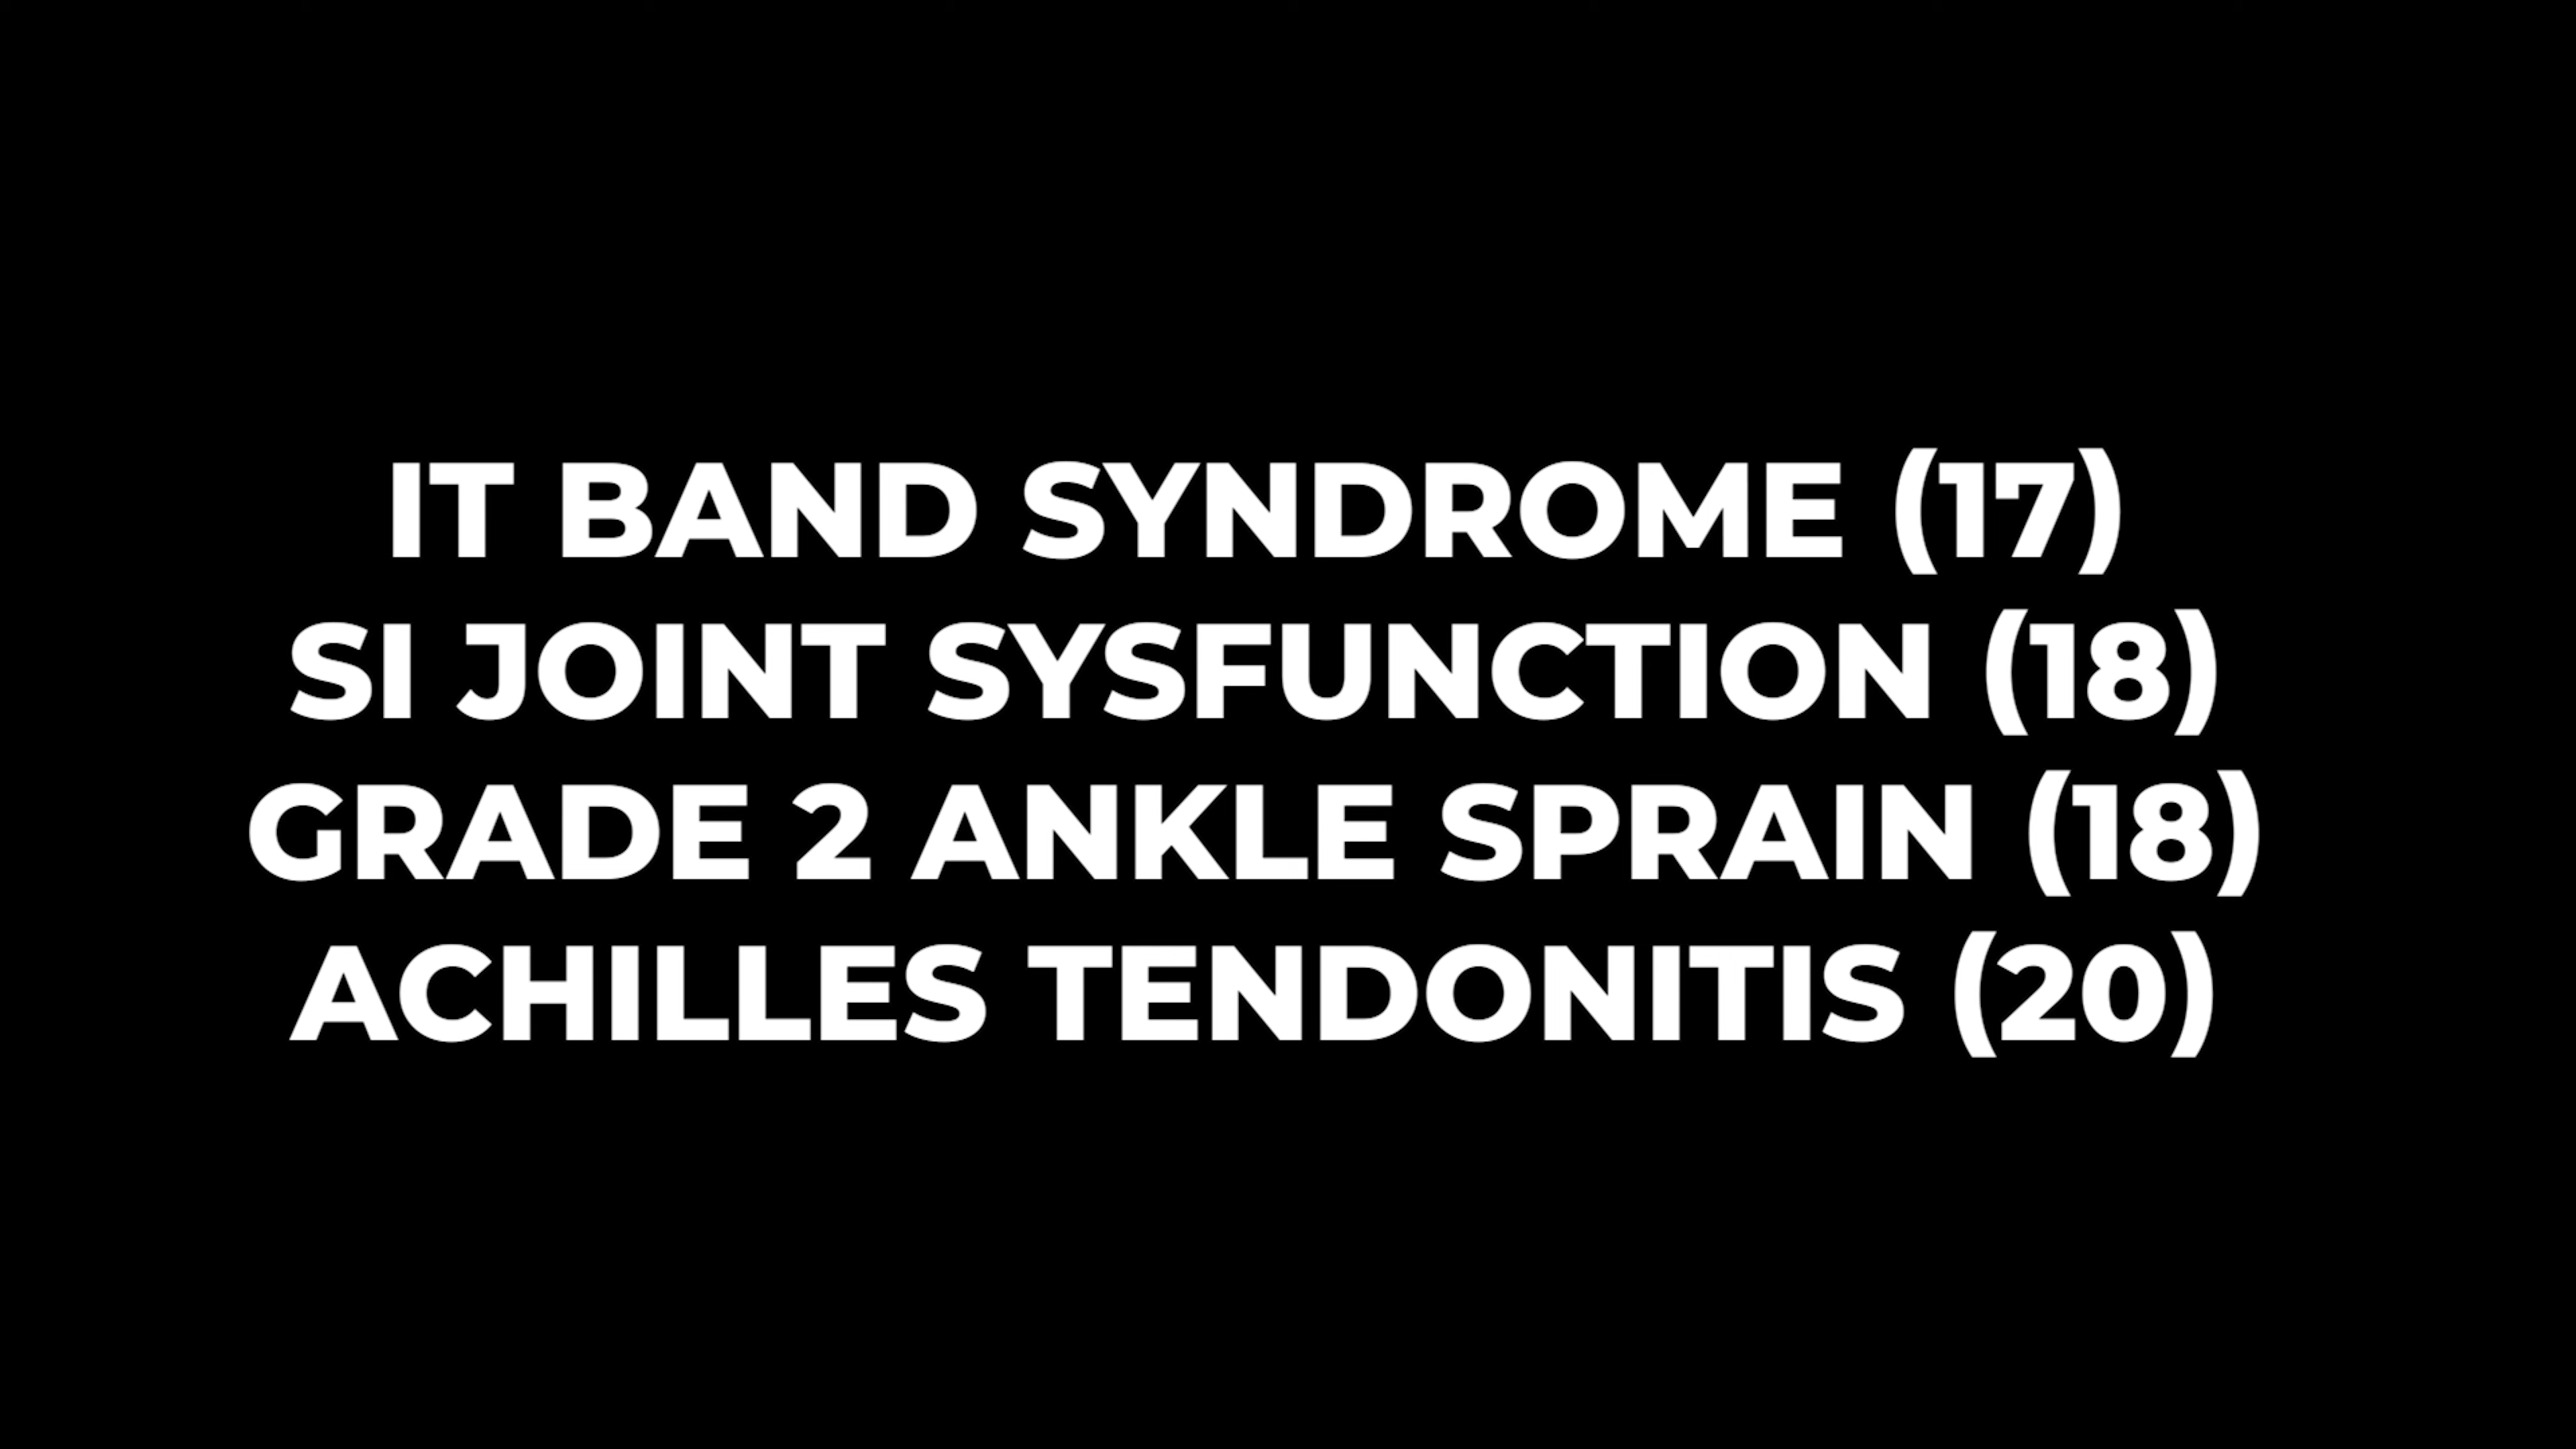 IT BAND SYNDROME (17)
SI JOINT SYSFUNCTION (18)
GRADE 2 ANKLE SPRAIN (18)
ACHILLES TENDONITIS (20)